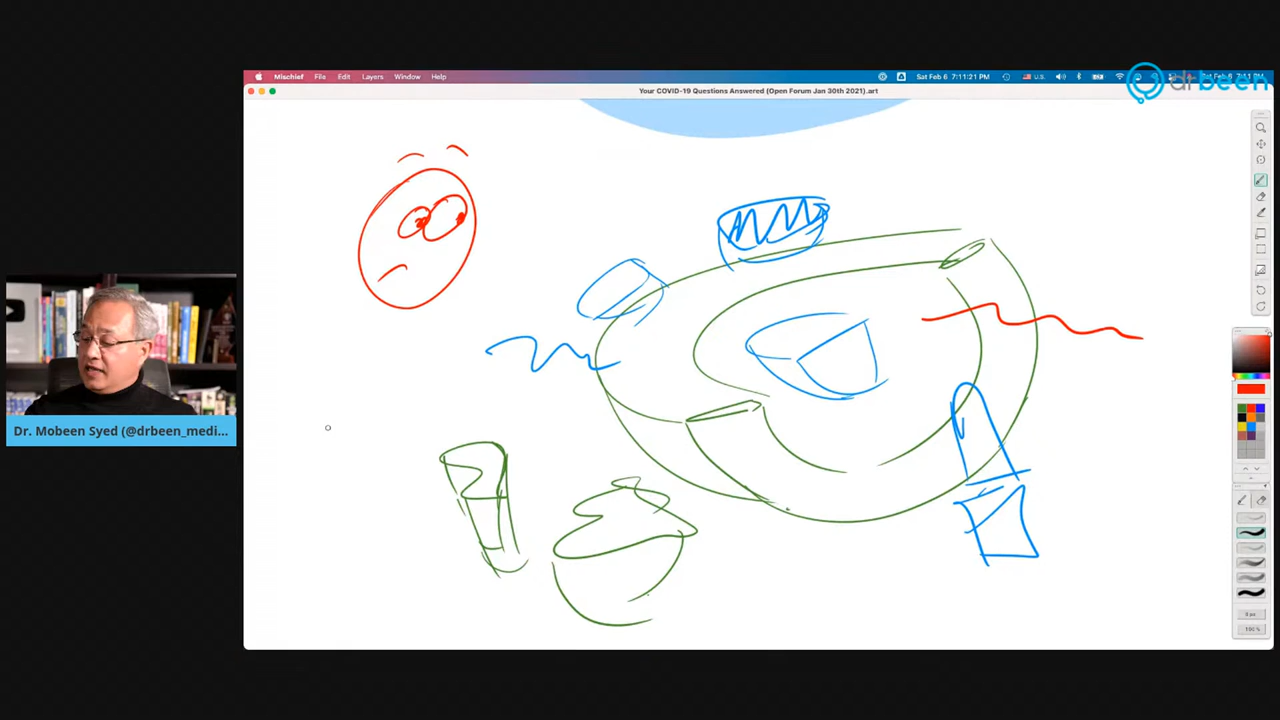 Mischief File Edit Layers Window Help
U.S.
Sat Feb 6 7:11:21 PM
drbeen
Your COVID-19 Questions Answered (Open Forum Jan 30th 2021).art
Dr. Mobeen Syed (@drbeen_medi...